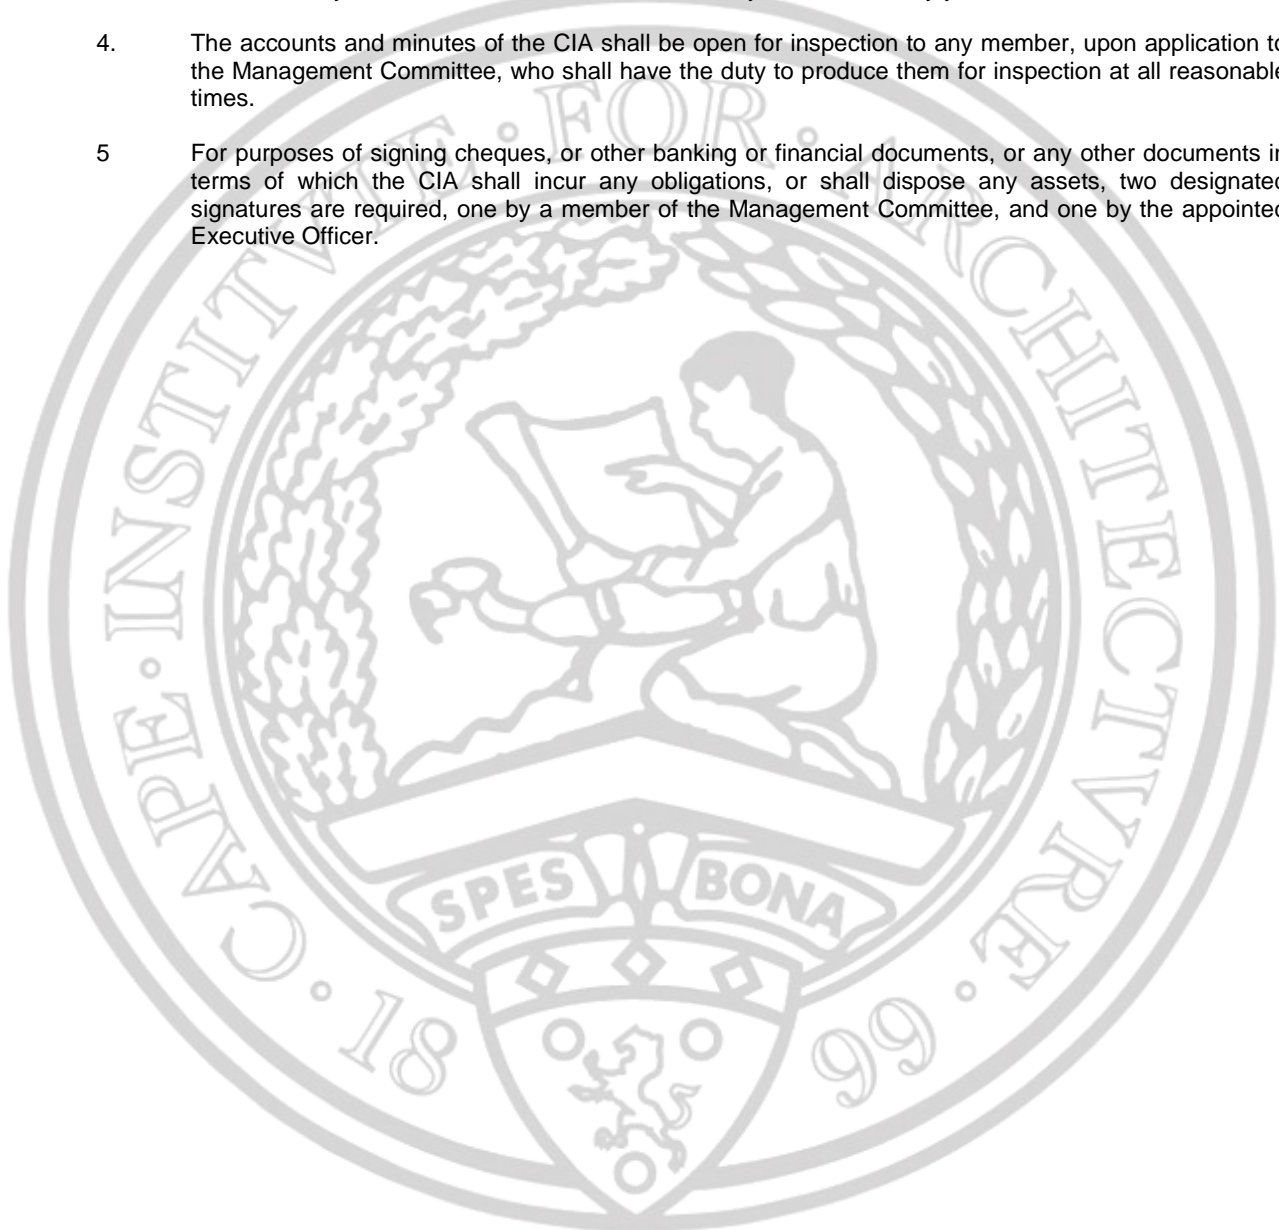 4. The accounts and minutes of the CIA shall be open for inspection to any member, upon application to
the Management Committee, who shall have the duty to produce them for inspection at all reasonable
times.
5 For purposes of signing cheques, or other banking or financial documents, or any other documents in
terms of which the CIA shall incur any obligations, or shall dispose any assets, two designated
signatures are required, one by a member of the Management Committee, and one by the appointed
Executive Officer.
CAPE · INSTITVTE · FOR · ARCHITECTVRE
SPES BONA
· 18 99 ·